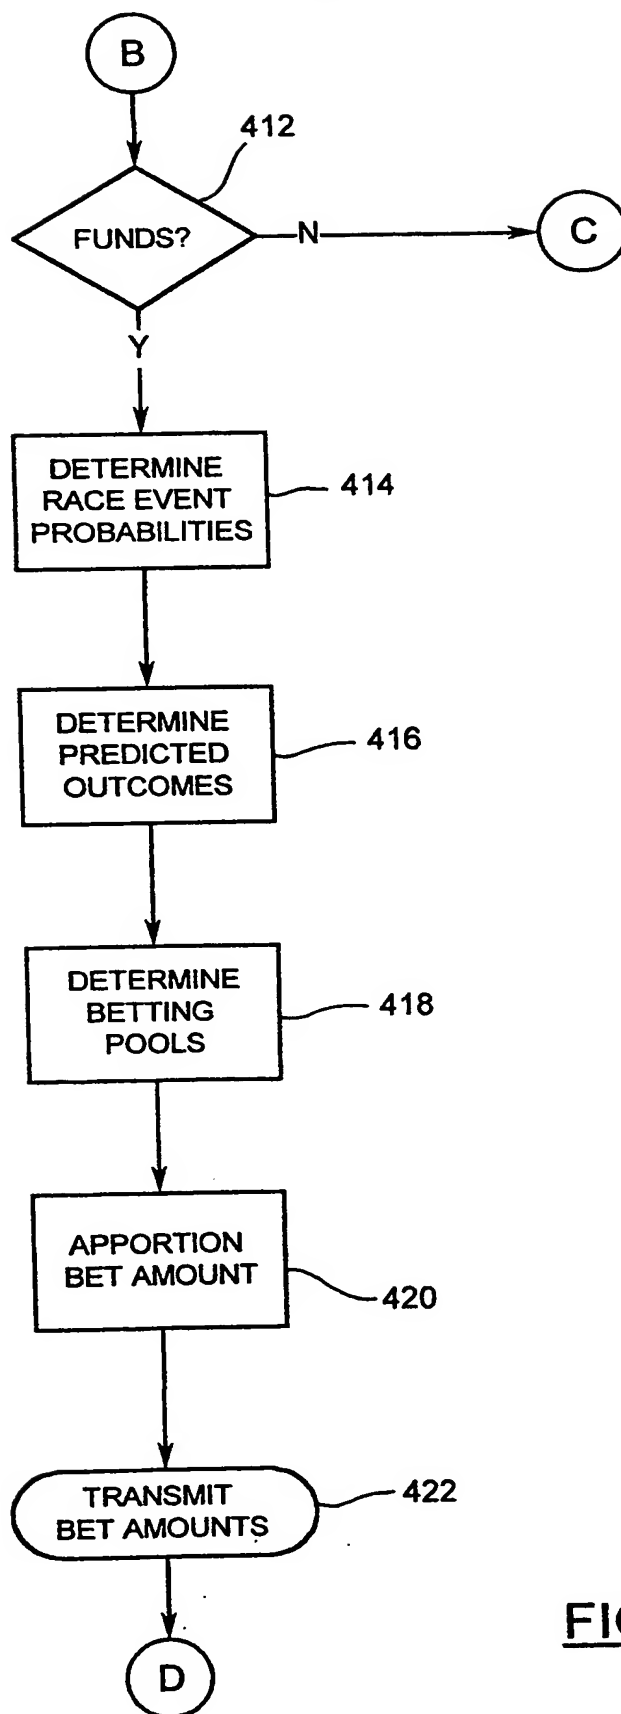 B
412
FUNDS?
N
C
Y
DETERMINE
RACE EVENT
PROBABILITIES
414
DETERMINE
PREDICTED
OUTCOMES
416
DETERMINE
BETTING
POOLS
418
APPORTION
BET AMOUNT
420
TRANSMIT
BET AMOUNTS
422
D